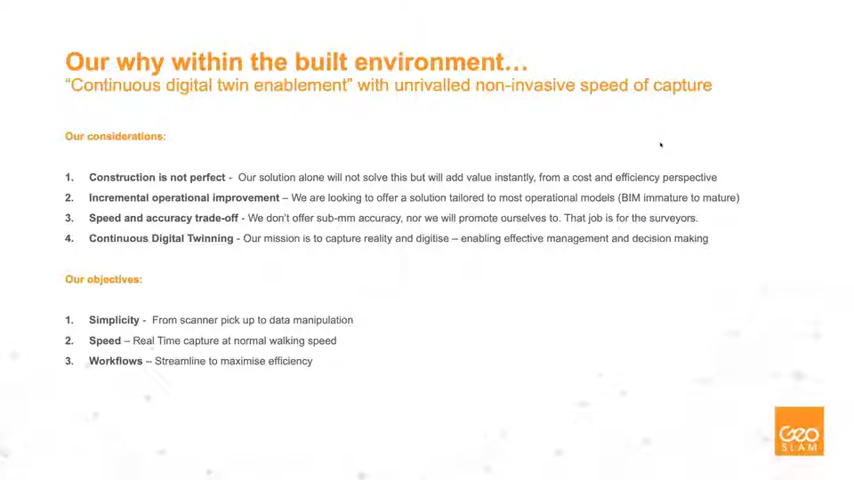 Our why within the built environment…
“Continuous digital twin enablement” with unrivalled non-invasive speed of capture
Our considerations:
1. Construction is not perfect - Our solution alone will not solve this but will add value instantly, from a cost and efficiency perspective
2. Incremental operational improvement – We are looking to offer a solution tailored to most operational models (BIM immature to mature)
3. Speed and accuracy trade-off - We don’t offer sub-mm accuracy, nor we will promote ourselves to. That job is for the surveyors.
4. Continuous Digital Twinning - Our mission is to capture reality and digitise – enabling effective management and decision making
Our objectives:
1. Simplicity - From scanner pick up to data manipulation
2. Speed – Real Time capture at normal walking speed
3. Workflows – Streamline to maximise efficiency
GEO
SLAM